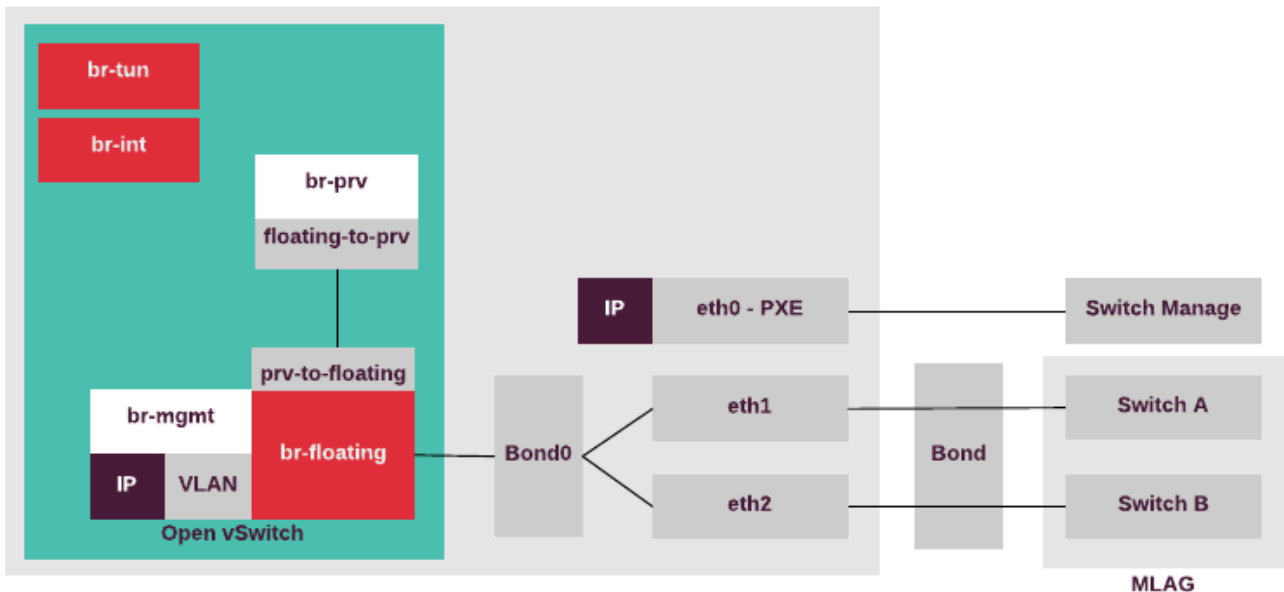 br-tun
br-int
br-prv
floating-to-prv
IP
eth0 - PXE
Switch Manage
prv-to-floating
br-mgmt
br-floating
IP
VLAN
Open vSwitch
Bond0
eth1
eth2
Bond
Switch A
Switch B
MLAG